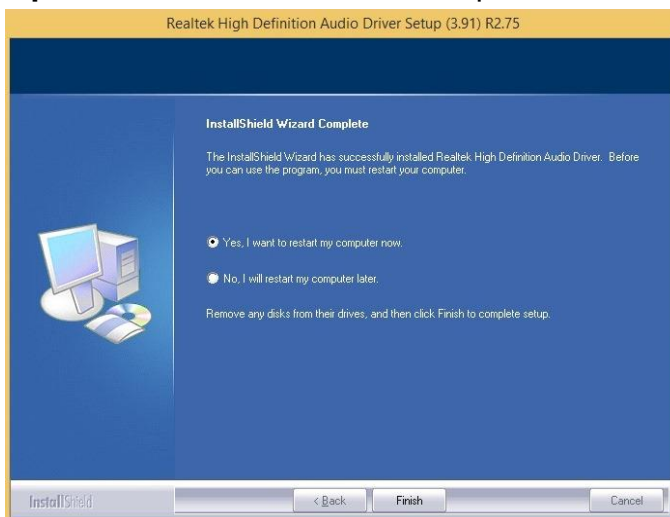 Realtek High Definition Audio Driver Setup (3.91) R2.75
InstallShield Wizard Complete
The InstallShield Wizard has successfully installed Realtek High Definition Audio Driver. Before
you can use the program, you must restart your computer.
Yes, I want to restart my computer now.
No, I will restart my computer later.
Remove any disks from their drives, and then click Finish to complete setup.
InstallShield
< Back
Finish
Cancel